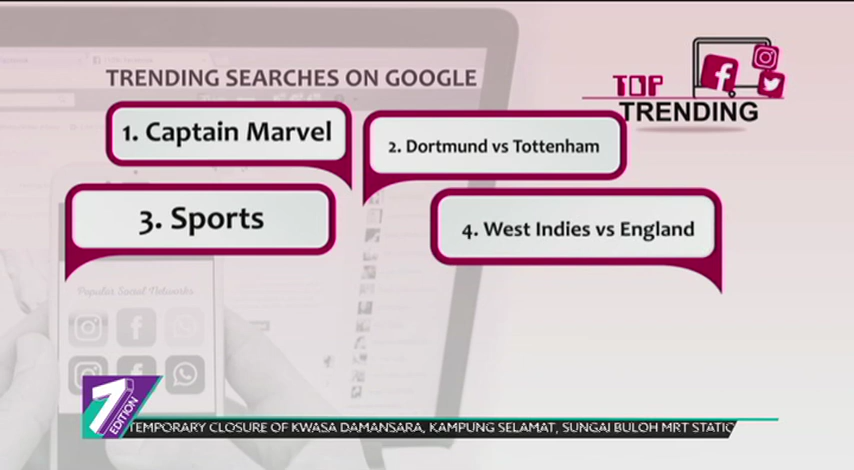 TRENDING SEARCHES ON GOOGLE
TOP
TRENDING
1. Captain Marvel
2. Dortmund vs Tottenham
3. Sports
4. West Indies vs England
Popular Social Networks
7
EDITION
TEMPORARY CLOSURE OF KWASA DAMANSARA, KAMPUNG SELAMAT, SUNGAI BULOH MRT STATIO